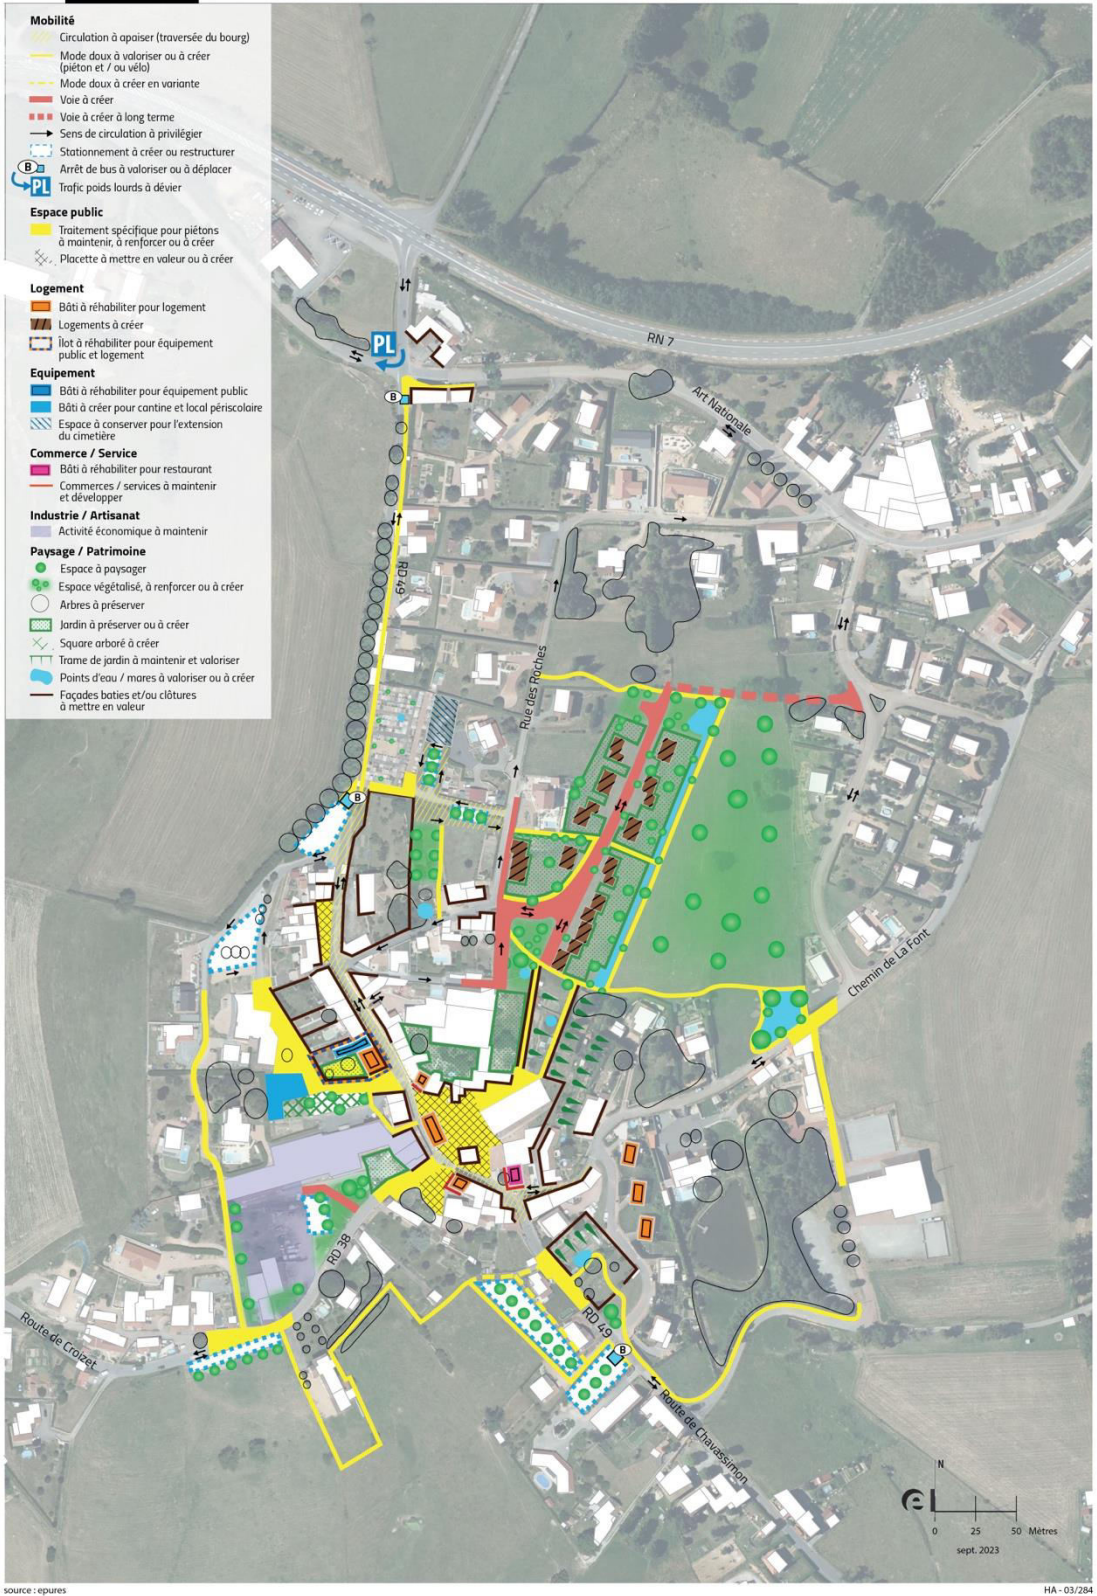 Mobilité
Circulation à apaiser (traversée du bourg)
Mode doux à valoriser ou à créer
(piéton et / ou vélo)
Mode doux à créer en variante
Voie à créer
Voie à créer à long terme
Sens de circulation à privilégier
Stationnement à créer ou restructurer
B
Arrêt de bus à valoriser ou à déplacer
PL
Trafic poids lourds à dévier
Espace public
Traitement spécifique pour piétons
à maintenir, à renforcer ou à créer
Placette à mettre en valeur ou à créer
Logement
Bâti à réhabiliter pour logement
Logements à créer
Îlot à réhabiliter pour équipement
public et logement
Equipement
Bâti à réhabiliter pour équipement public
Bâti à créer pour cantine et local périscolaire
Espace à conserver pour l'extension
du cimetière
Commerce / Service
Bâti à réhabiliter pour restaurant
Commerces / services à maintenir
et développer
Industrie / Artisanat
Activité économique à maintenir
Paysage / Patrimoine
Espace à paysager
Espace végétalisé, à renforcer ou à créer
Arbres à préserver
Jardin à préserver ou à créer
Square arboré à créer
Trame de jardin à maintenir et valoriser
Points d'eau / mares à valoriser ou à créer
Façades baties et/ou clôtures
à mettre en valeur
RN 7
PL
B
Art Nationale
RD 49
Rue des Roches
B
Chemin de La Font
RD 38
RD 49
B
Route de Croizet
Route de Chavassimon
N
0 25 50 Mètres
sept. 2023
source : epures
HA - 03/284